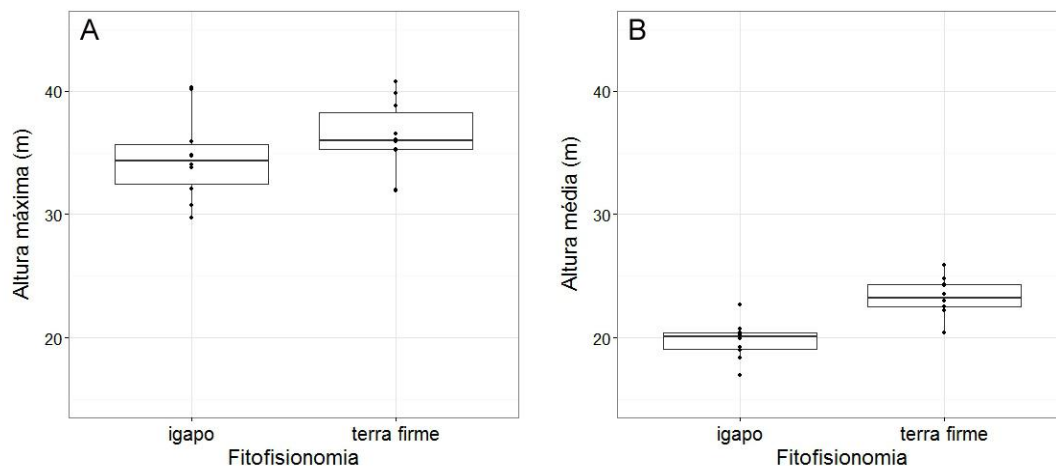 A
Altura máxima (m)
40
30
20
igapo
terra firme
Fitofisionomia
B
Altura média (m)
40
30
20
igapo
terra firme
Fitofisionomia